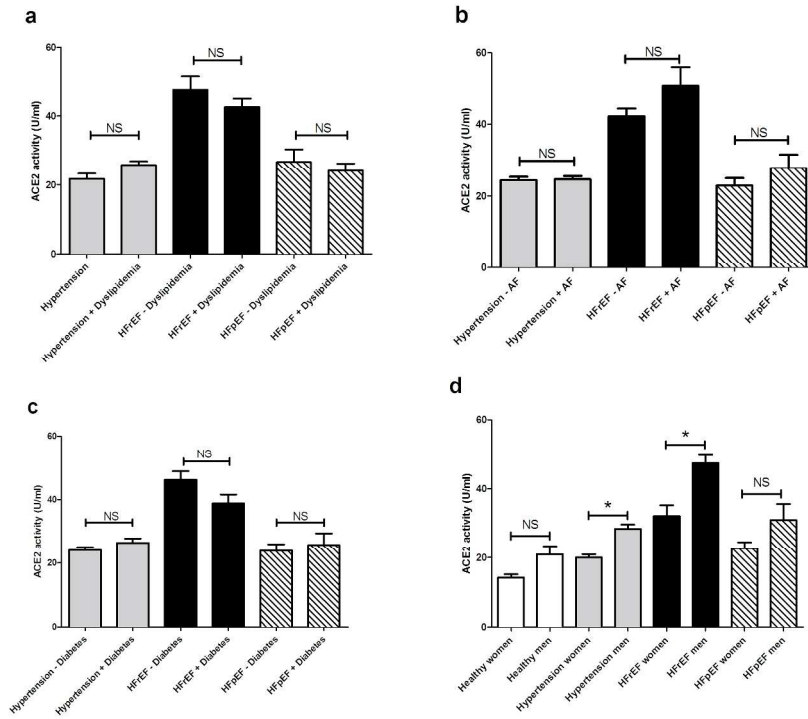 a
ACE2 activity (U/ml)
60
40
20
0
NS
NS
NS
Hypertension
Hypertension + Dyslipidemia
HFrEF - Dyslipidemia
HFrEF + Dyslipidemia
HFpEF - Dyslipidemia
HFpEF + Dyslipidemia
b
ACE2 activity (U/ml)
60
40
20
0
NS
NS
NS
Hypertension - AF
Hypertension + AF
HFrEF - AF
HFrEF + AF
HFpEF - AF
HFpEF + AF
c
ACE2 activity (U/ml)
60
40
20
0
NS
NS
NS
Hypertension - Diabetes
Hypertension + Diabetes
HFrEF - Diabetes
HFrEF + Diabetes
HFpEF - Diabetes
HFpEF + Diabetes
d
ACE2 activity (U/ml)
60
40
20
0
NS
*
*
NS
Healthy women
Healthy men
Hypertension women
Hypertension men
HFrEF women
HFrEF men
HFpEF women
HFpEF men